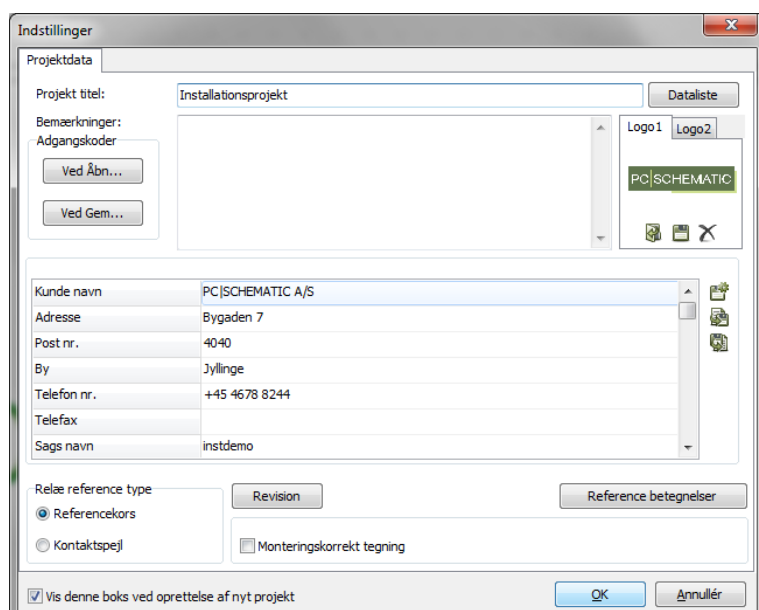 Indstillinger
Projektdata
Projekt titel: Installationsprojekt Dataliste
Bemærkninger:
Adgangskoder
Ved Åbn...
Ved Gem...
Logo1 Logo2
PC|SCHEMATIC
Kunde navn PC|SCHEMATIC A/S
Adresse Bygaden 7
Post nr. 4040
By Jyllinge
Telefon nr. +45 4678 8244
Telefax
Sags navn instdemo
Relæ reference type
Referencekors
Kontaktspejl
Revision
Reference betegnelser
Monteringskorrekt tegning
Vis denne boks ved oprettelse af nyt projekt
OK Annullér